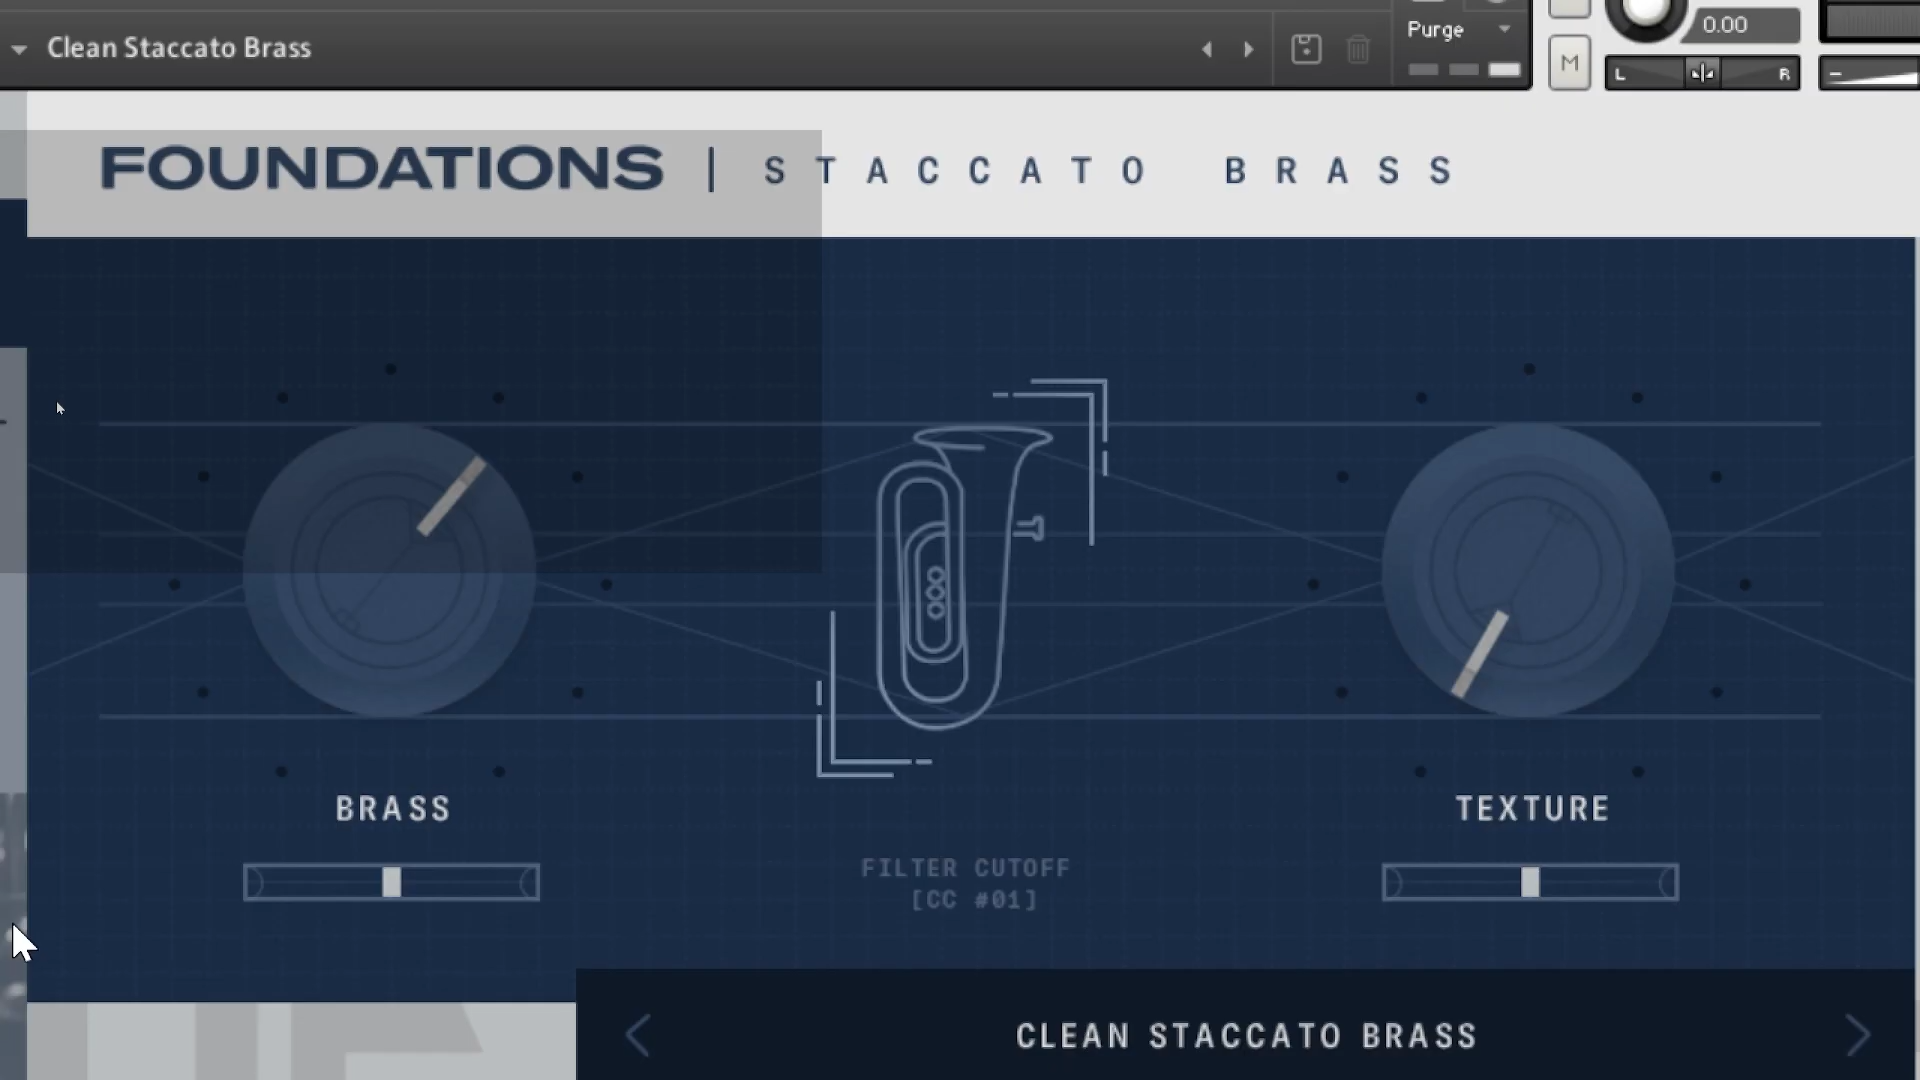 Clean Staccato Brass
Purge
0.00
M
L R
FOUNDATIONS | STACCATO BRASS
BRASS
TEXTURE
FILTER CUTOFF
[CC #01]
CLEAN STACCATO BRASS